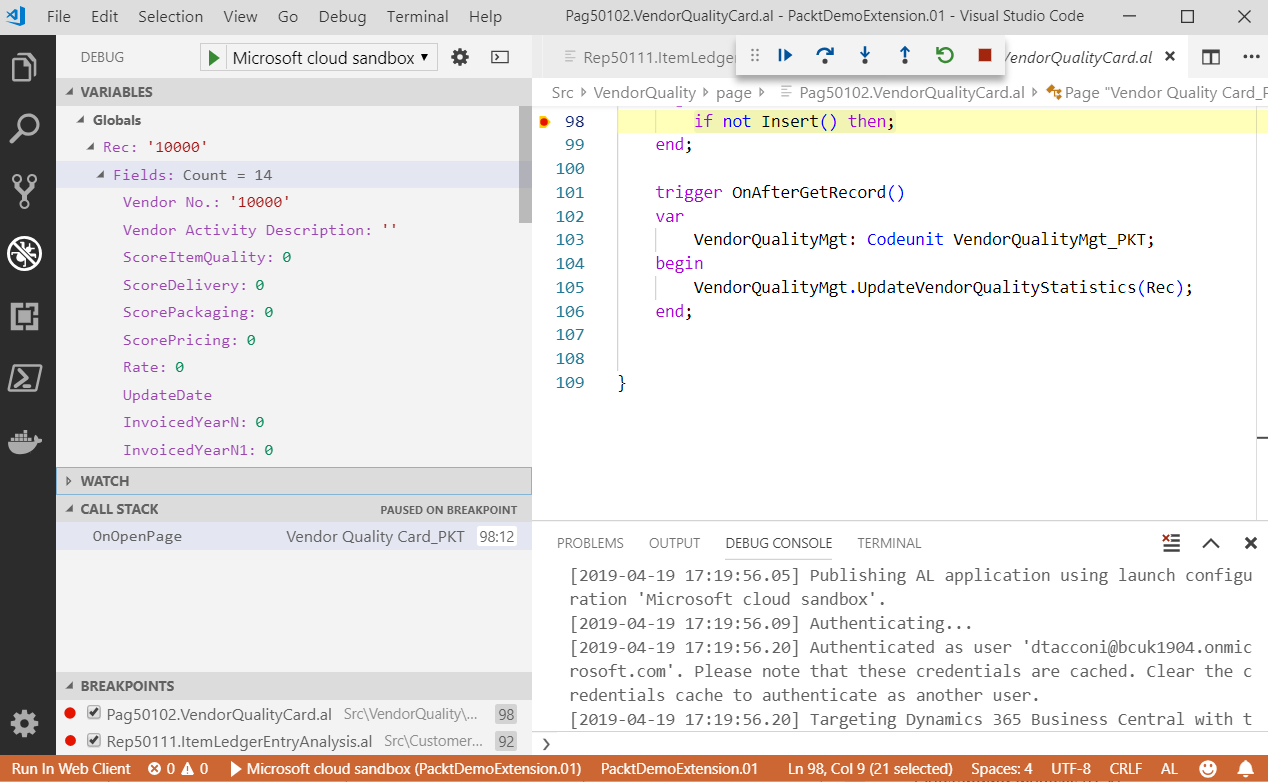 File Edit Selection View Go Debug Terminal Help Pag50102.VendorQualityCard.al - PacktDemoExtension.01 - Visual Studio Code
DEBUG Microsoft cloud sandbox
VARIABLES
Globals
Rec: '10000'
Fields: Count = 14
Vendor No.: '10000'
Vendor Activity Description: ''
ScoreItemQuality: 0
ScoreDelivery: 0
ScorePackaging: 0
ScorePricing: 0
Rate: 0
UpdateDate
InvoicedYearN: 0
InvoicedYearN1: 0
WATCH
CALL STACK PAUSED ON BREAKPOINT
OnOpenPage Vendor Quality Card_PKT 98:12
BREAKPOINTS
Pag50102.VendorQualityCard.al Src\VendorQuality\... 98
Rep50111.ItemLedgerEntryAnalysis.al Src\Customer... 92
Rep50111.ItemLedger VendorQualityCard.al
Src > VendorQuality > page > Pag50102.VendorQualityCard.al > Page "Vendor Quality Card_P
98 if not Insert() then;
99 end;
100
101 trigger OnAfterGetRecord()
102 var
103 VendorQualityMgt: Codeunit VendorQualityMgt_PKT;
104 begin
105 VendorQualityMgt.UpdateVendorQualityStatistics(Rec);
106 end;
107
108
109 }
PROBLEMS OUTPUT DEBUG CONSOLE TERMINAL
[2019-04-19 17:19:56.05] Publishing AL application using launch configu
ration 'Microsoft cloud sandbox'.
[2019-04-19 17:19:56.09] Authenticating...
[2019-04-19 17:19:56.20] Authenticated as user 'dtacconi@bcuk1904.onmic
rosoft.com'. Please note that these credentials are cached. Clear the c
redentials cache to authenticate as another user.
[2019-04-19 17:19:56.20] Targeting Dynamics 365 Business Central with t
Run In Web Client 0 0 Microsoft cloud sandbox (PacktDemoExtension.01) PacktDemoExtension.01 Ln 98, Col 9 (21 selected) Spaces: 4 UTF-8 CRLF AL